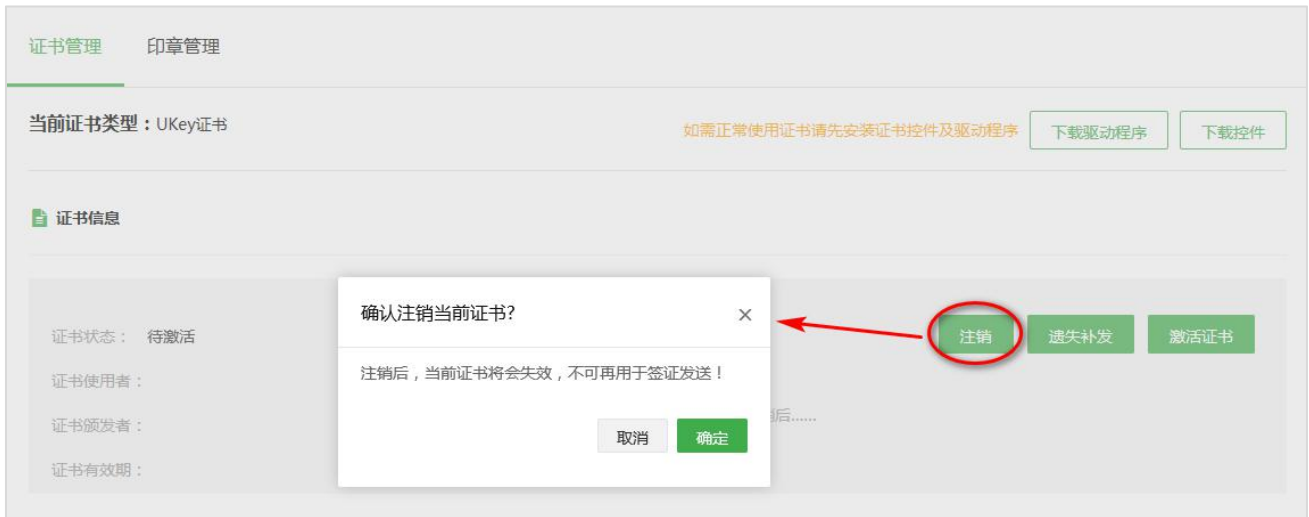 证书管理 印章管理
当前证书类型：UKey证书 如需正常使用证书请先安装证书控件及驱动程序 下载驱动程序 下载控件
证书信息
确认注销当前证书? ×
证书状态： 待激活 注销 遗失补发 激活证书
注销后，当前证书将会失效，不可再用于签证发送！
证书使用者：
证书颁发者： 后......
取消 确定
证书有效期：